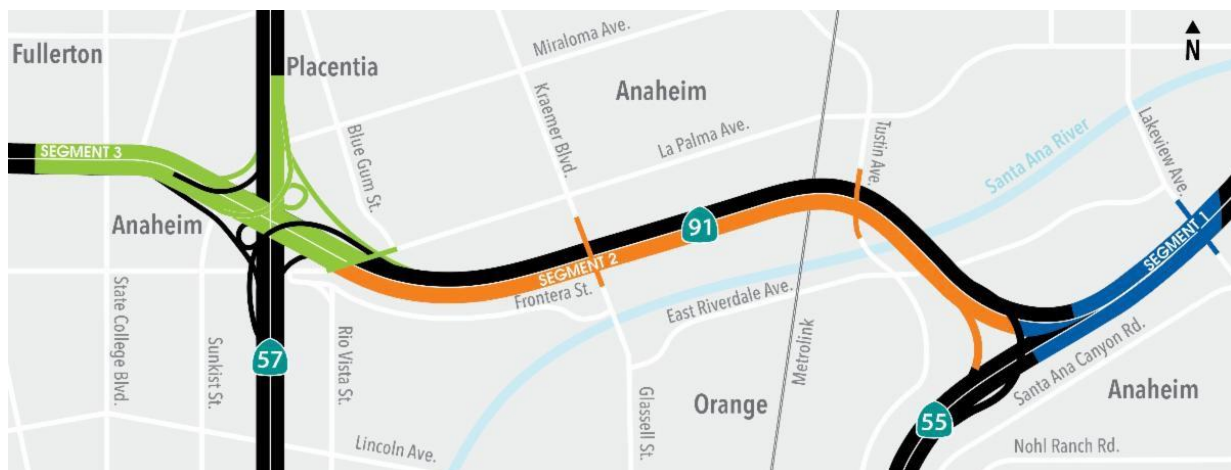 Fullerton
Placentia
Miraloma Ave.
N
Anaheim
Kraemer Blvd.
Blue Gum St.
La Palma Ave.
Tustin Ave.
Santa Ana River
Lakeview Ave.
SEGMENT 3
Anaheim
91
SEGMENT 1
SEGMENT 2
Frontera St.
East Riverdale Ave.
State College Blvd.
Sunkist St.
57
Rio Vista St.
Metrolink
Santa Ana Canyon Rd.
Glassell St.
Orange
Anaheim
55
Lincoln Ave.
Nohl Ranch Rd.